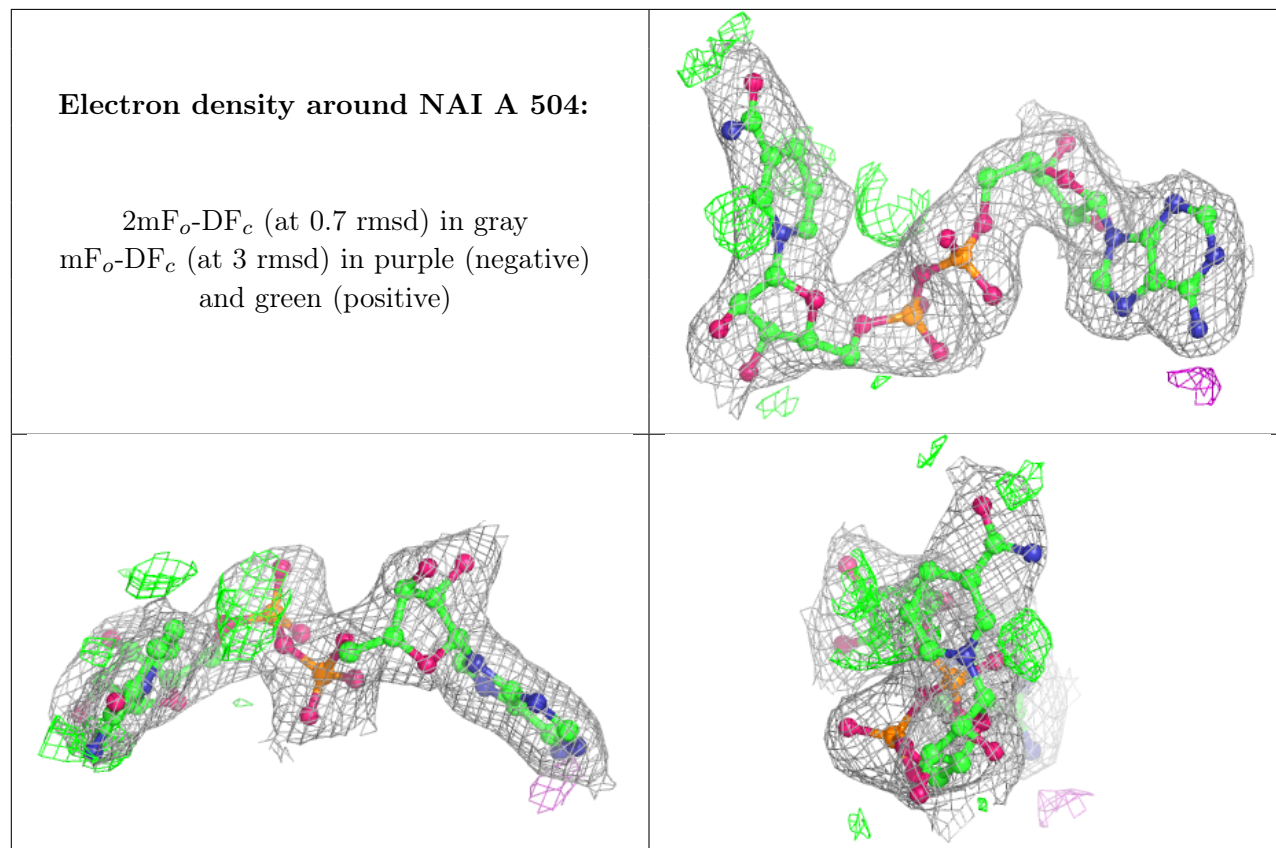 Electron density around NAI A 504:
2mFo-DFc (at 0.7 rmsd) in gray
mFo-DFc (at 3 rmsd) in purple (negative)
and green (positive)